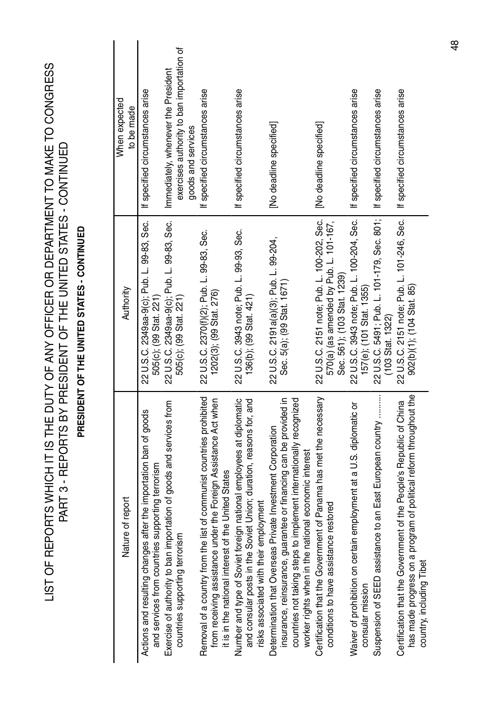 LIST OF REPORTS WHICH IT IS THE DUTY OF ANY OFFICER OR DEPARTMENT TO MAKE TO CONGRESS
PART 3 - REPORTS BY PRESIDENT OF THE UNITED STATES - CONTINUED
PRESIDENT OF THE UNITED STATES - CONTINUED
Nature of report
Authority
When expected
to be made
Actions and resulting changes after the importation ban of goods
and services from countries supporting terrorism
22 U.S.C. 2349aa-9(c); Pub. L. 99-83, Sec.
505(c); (99 Stat. 221)
If specified circumstances arise
Exercise of authority to ban importation of goods and services from
countries supporting terrorism
22 U.S.C. 2349aa-9(c); Pub. L. 99-83, Sec.
505(c); (99 Stat. 221)
Immediately, whenever the President
exercises authority to ban importation of
goods and services
Removal of a country from the list of communist countries prohibited
from receiving assistance under the Foreign Assistance Act when
it is in the national interest of the United States
22 U.S.C. 2370(f)(2); Pub. L. 99-83, Sec.
1202(3); (99 Stat. 276)
If specified circumstances arise
Number and type of Soviet foreign national employees at diplomatic
and consular posts in the Soviet Union; duration, reasons for, and
risks associated with their employment
22 U.S.C. 3943 note; Pub. L. 99-93, Sec.
136(b); (99 Stat. 421)
If specified circumstances arise
Determination that Overseas Private Investment Corporation
insurance, reinsurance, guarantee or financing can be provided in
countries not taking steps to implement internationally recognized
worker rights when in the national economic interest
22 U.S.C. 2191a(a)(3); Pub. L. 99-204,
Sec. 5(a); (99 Stat. 1671)
[No deadline specified]
Certification that the Government of Panama has met the necessary
conditions to have assistance restored
22 U.S.C. 2151 note; Pub. L. 100-202, Sec.
570(a) (as amended by Pub. L. 101-167,
Sec. 561); (103 Stat. 1239)
[No deadline specified]
Waiver of prohibition on certain employment at a U.S. diplomatic or
consular mission
22 U.S.C. 3943 note; Pub. L. 100-204, Sec.
157(e); (101 Stat. 1355)
If specified circumstances arise
Suspension of SEED assistance to an East European country ..........
22 U.S.C. 5491; Pub. L. 101-179, Sec. 801;
(103 Stat. 1322)
If specified circumstances arise
Certification that the Government of the People's Republic of China
has made progress on a program of political reform throughout the
country, including Tibet
22 U.S.C. 2151 note; Pub. L. 101-246, Sec.
902(b)(1); (104 Stat. 85)
If specified circumstances arise
48